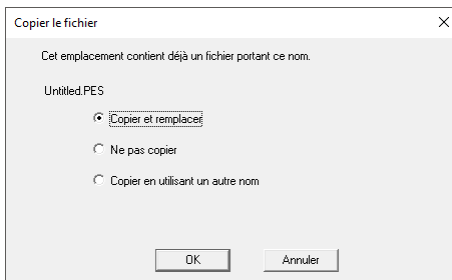 Copier le fichier
Cet emplacement contient déjà un fichier portant ce nom.
Untitled.PES
Copier et remplacer
Ne pas copier
Copier en utilisant un autre nom
OK
Annuler